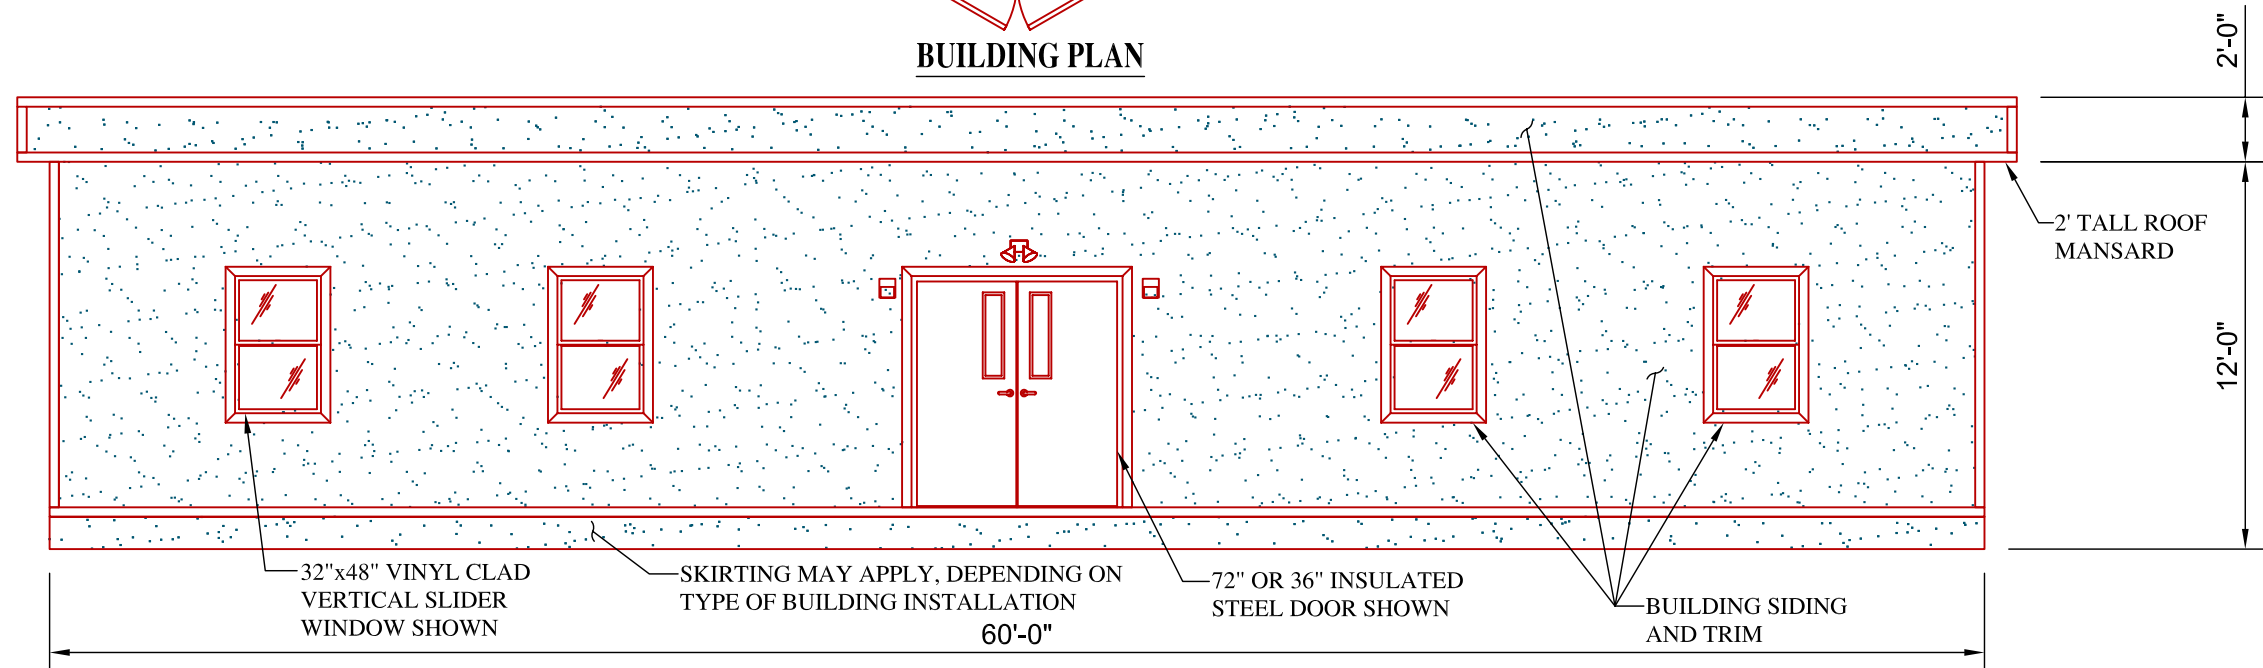 BUILDING PLAN
2'-0"
12'-0"
2' TALL ROOF
MANSARD
32"x48" VINYL CLAD
VERTICAL SLIDER
WINDOW SHOWN
SKIRTING MAY APPLY, DEPENDING ON
TYPE OF BUILDING INSTALLATION
72" OR 36" INSULATED
STEEL DOOR SHOWN
BUILDING SIDING
AND TRIM
60'-0"